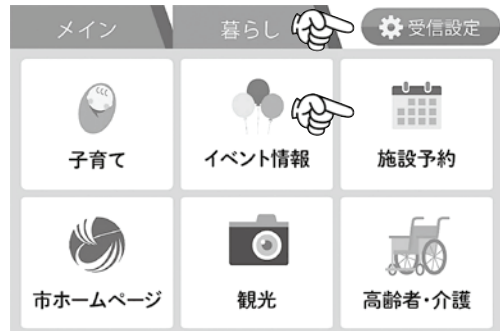 メイン
暮らし
受信設定
子育て
イベント情報
施設予約
市ホームページ
観光
高齢者・介護